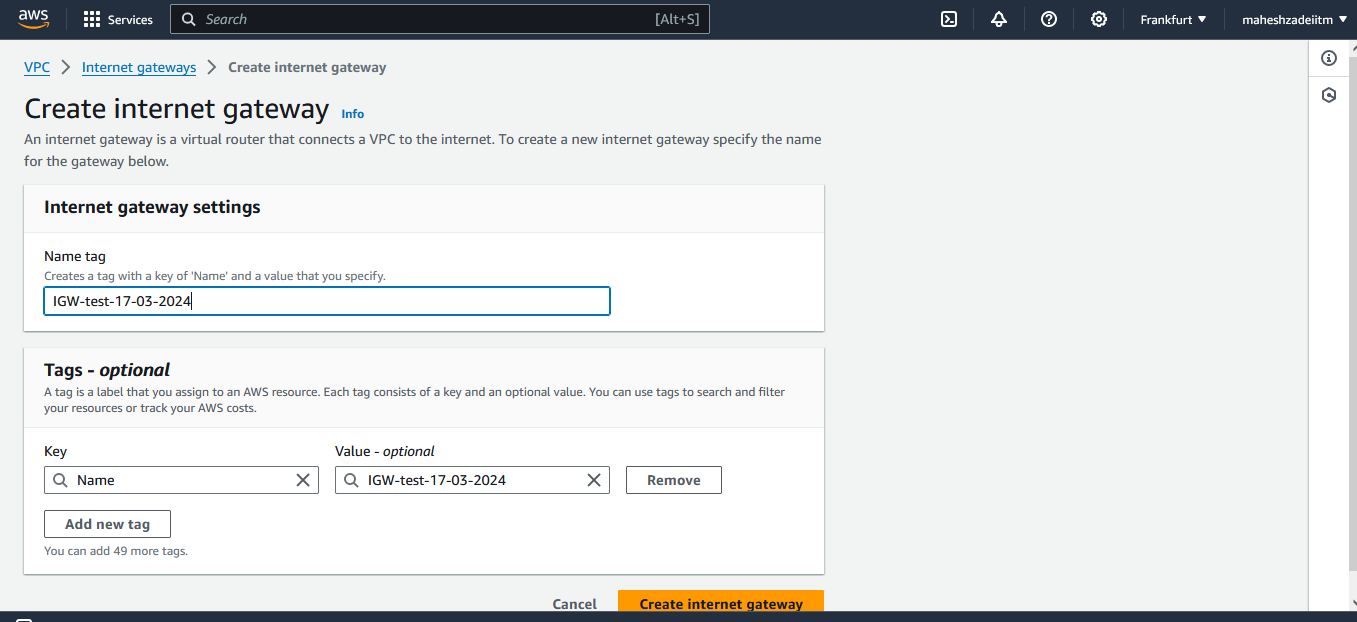 aws Services Search [Alt+S] Frankfurt maheshzadeiitm
VPC Internet gateways Create internet gateway
Create internet gateway Info
An internet gateway is a virtual router that connects a VPC to the internet. To create a new internet gateway specify the name
for the gateway below.
Internet gateway settings
Name tag
Creates a tag with a key of 'Name' and a value that you specify.
IGW-test-17-03-2024
Tags - optional
A tag is a label that you assign to an AWS resource. Each tag consists of a key and an optional value. You can use tags to search and filter
your resources or track your AWS costs.
Key Value - optional
Name IGW-test-17-03-2024 Remove
Add new tag
You can add 49 more tags.
Cancel Create internet gateway